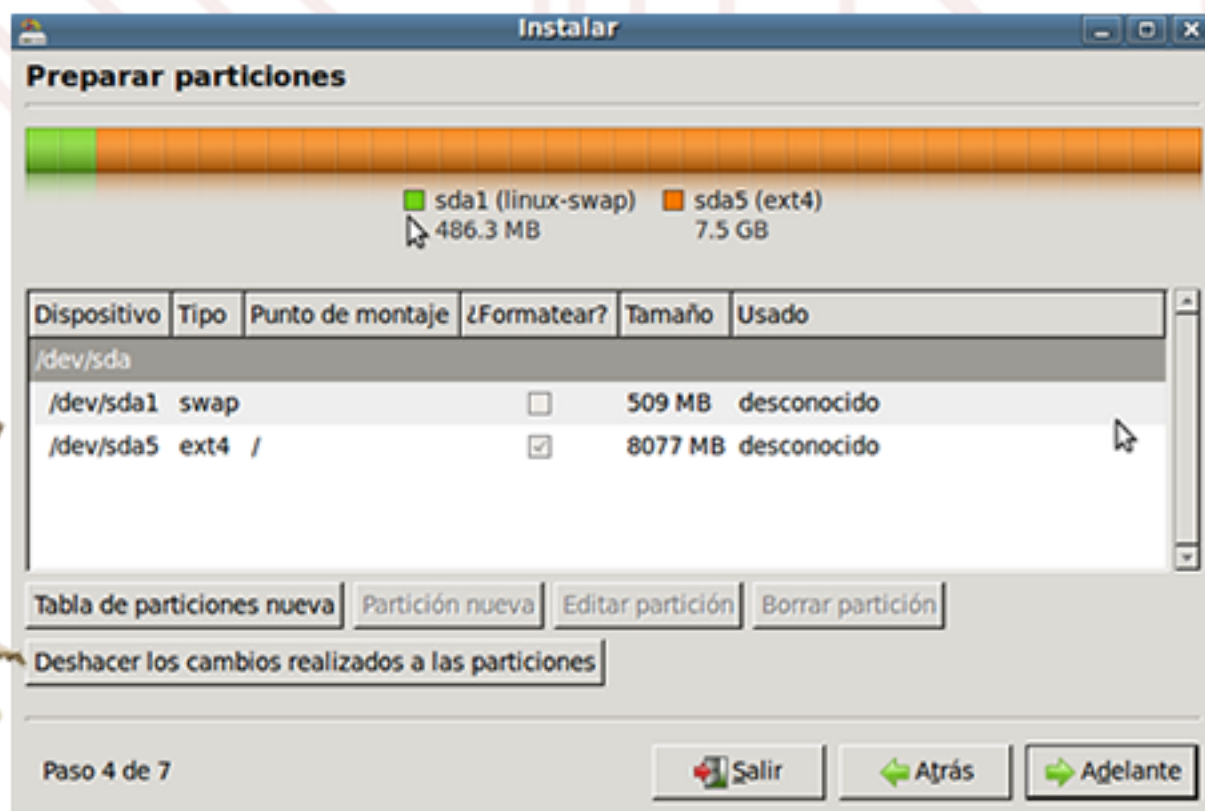 Instalar
Preparar particiones
sda1 (linux-swap) sda5 (ext4)
486.3 MB 7.5 GB
Dispositivo Tipo Punto de montaje ¿Formatear? Tamaño Usado
/dev/sda
/dev/sda1 swap 509 MB desconocido
/dev/sda5 ext4 / 8077 MB desconocido
Tabla de particiones nueva Partición nueva Editar partición Borrar partición
Deshacer los cambios realizados a las particiones
Paso 4 de 7 Salir Atrás Adelante